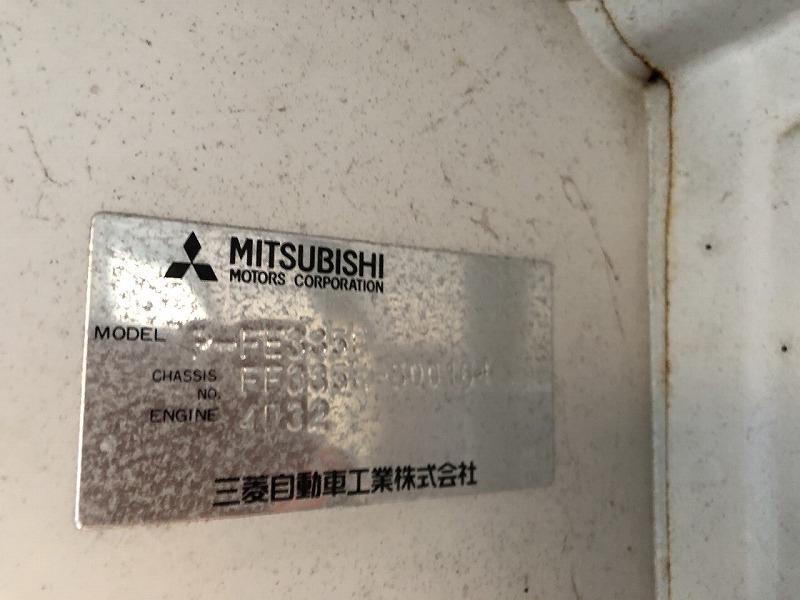 MITSUBISHI
MOTORS CORPORATION
MODEL
CHASSIS
NO.
ENGINE 4D32
三菱自動車工業株式会社